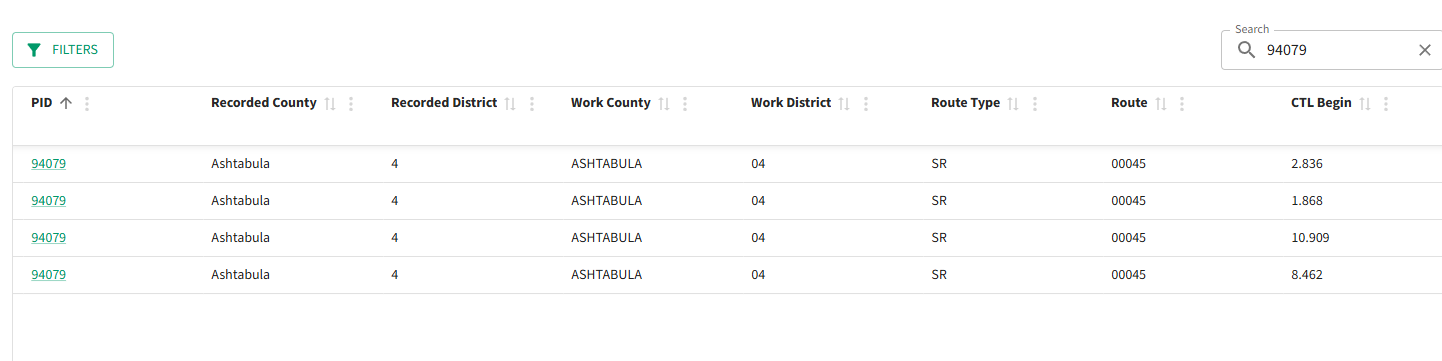 Search
FILTERS 94079
PID Recorded County Recorded District Work County Work District Route Type Route CTL Begin
94079 Ashtabula 4 ASHTABULA 04 SR 00045 2.836
94079 Ashtabula 4 ASHTABULA 04 SR 00045 1.868
94079 Ashtabula 4 ASHTABULA 04 SR 00045 10.909
94079 Ashtabula 4 ASHTABULA 04 SR 00045 8.462